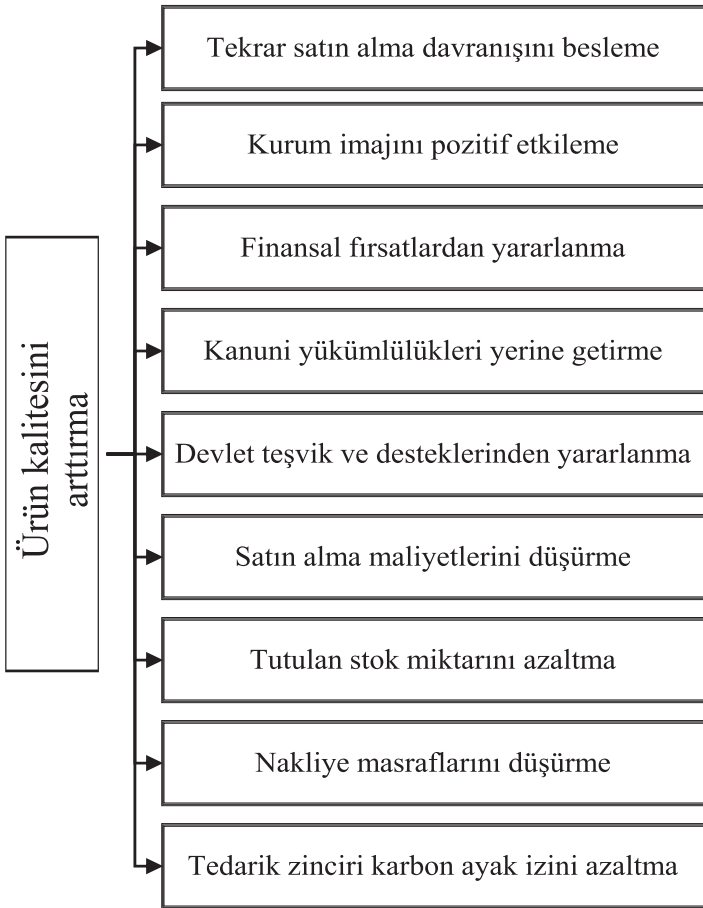 Ürün kalitesini
arttırma
Tekrar satın alma davranışını besleme
Kurum imajını pozitif etkileme
Finansal fırsatlardan yararlanma
Kanuni yükümlülükleri yerine getirme
Devlet teşvik ve desteklerinden yararlanma
Satın alma maliyetlerini düşürme
Tutulan stok miktarını azaltma
Nakliye masraflarını düşürme
Tedarik zinciri karbon ayak izini azaltma